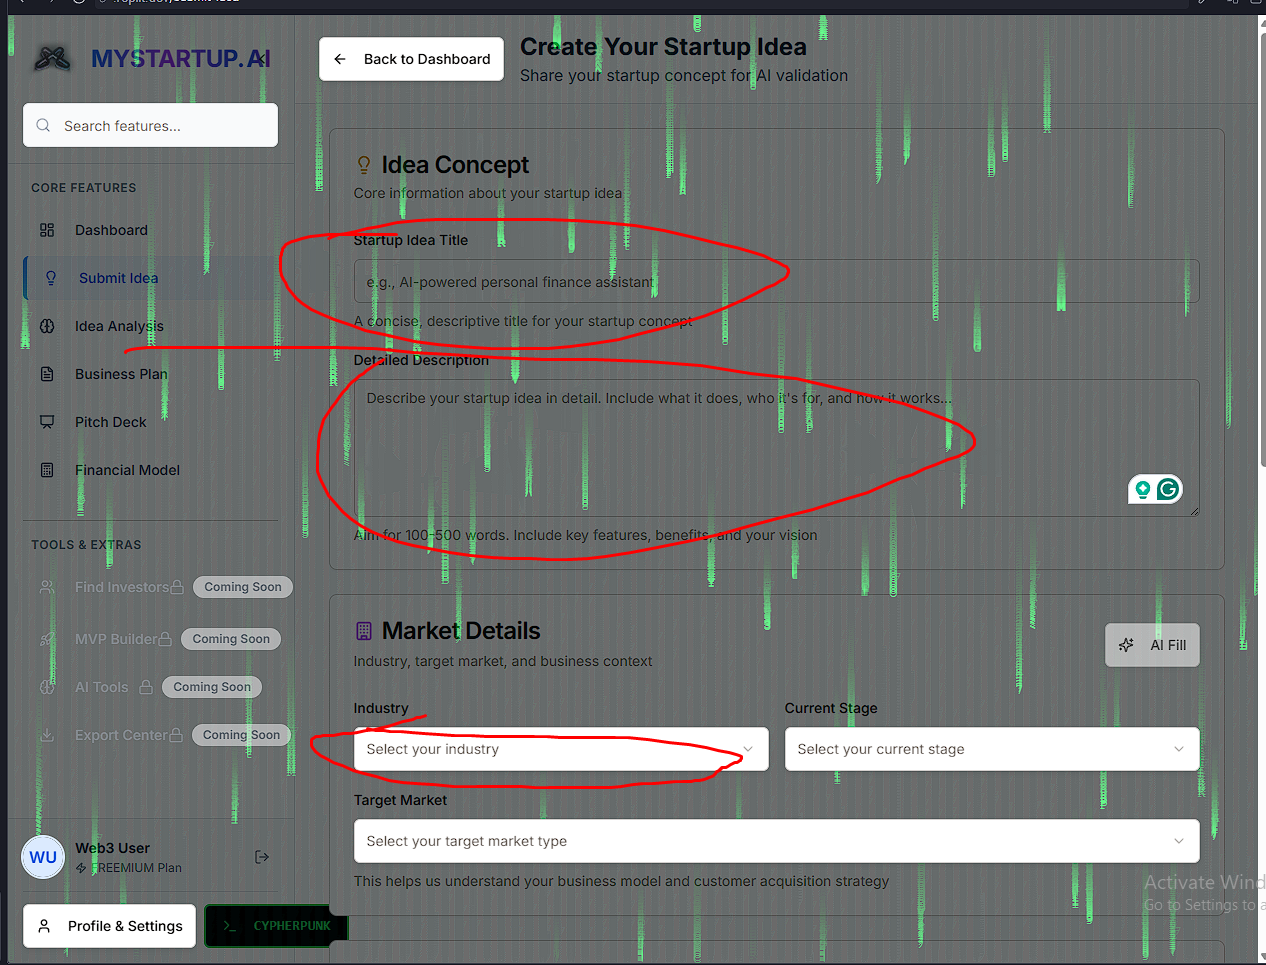 MYSTARTUP.AI
Search features...
CORE FEATURES
Dashboard
Submit Idea
Idea Analysis
Business Plan
Pitch Deck
Financial Model
TOOLS & EXTRAS
Find Investors Coming Soon
MVP Builder Coming Soon
AI Tools Coming Soon
Export Center Coming Soon
WU
Web3 User
FREEMIUM Plan
Profile & Settings
>_ CYPHERPUNK
Back to Dashboard
Create Your Startup Idea
Share your startup concept for AI validation
Idea Concept
Core information about your startup idea
Startup Idea Title
e.g., AI-powered personal finance assistant
A concise, descriptive title for your startup concept
Detailed Description
Describe your startup idea in detail. Include what it does, who it's for, and how it works...
Aim for 100-500 words. Include key features, benefits, and your vision
Market Details
Industry, target market, and business context
AI Fill
Industry
Select your industry
Current Stage
Select your current stage
Target Market
Select your target market type
This helps us understand your business model and customer acquisition strategy
Activate Wind
Go to Settings to a